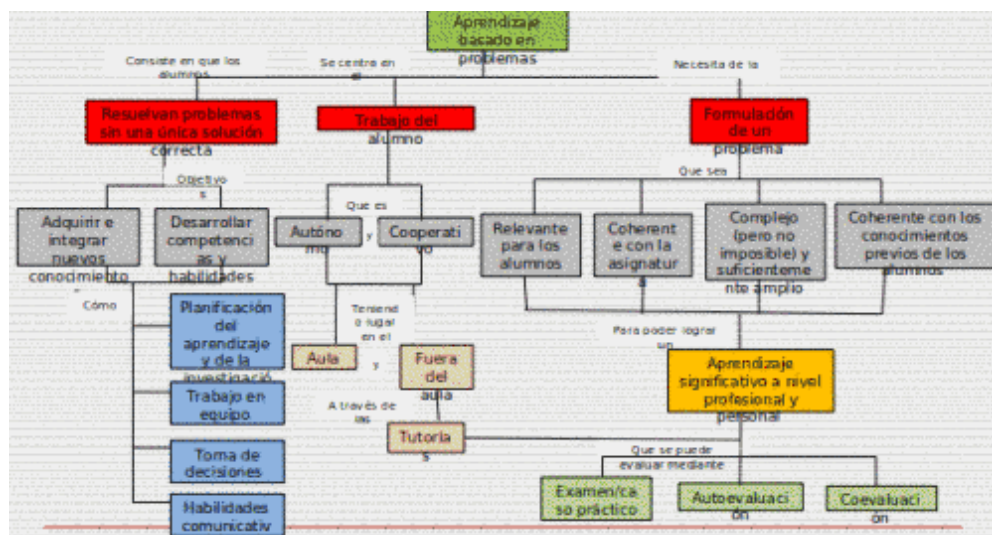 Aprendizaje
basado en
problemas
Consiste en que los
alumnos
Se centra en
el
Necesita de la
Resuelvan problemas
sin una única solución
correcta
Trabajo del
alumno
Formulación
de un
problema
Objetivo
s
Que es
Que sea
Adquirir e
integrar
nuevos
conocimiento
Desarrollar
competenci
as y
habilidades
Autóno
mo
y
Cooperati
vo
Relevante
para los
alumnos
Coherent
e con la
asignatur
a
Complejo
(pero no
imposible) y
suficienteme
nte amplio
Coherente con los
conocimientos
previos de los
alumnos
Cómo
Planificación
del
aprendizaje
y de la
investigació
Trabajo en
equipo
Toma de
decisiones
Habilidades
comunicativ
Teniend
o lugar
en el
Aula
y
Fuera
del
aula
A través de
las
Tutoría
s
Para poder lograr
un
Aprendizaje
significativo a nivel
profesional y
personal
Que se puede
evaluar mediante
Examen/ca
so práctico
Autoevaluaci
ón
Coevaluaci
ón